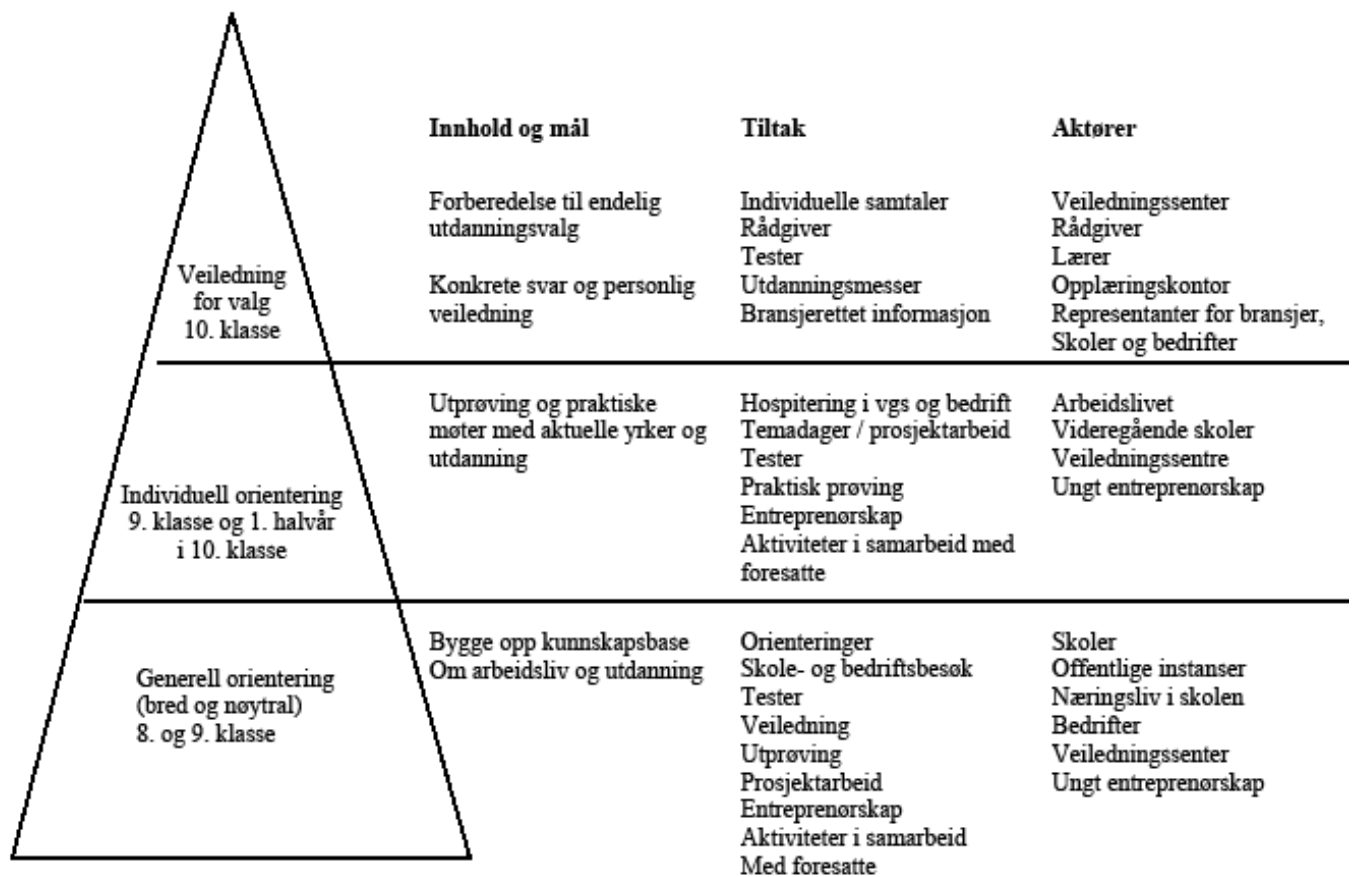 Innhold og mål
Tiltak
Aktører
Veiledning
for valg
10. klasse
Forberedelse til endelig
utdanningsvalg
Konkrete svar og personlig
veiledning
Individuelle samtaler
Rådgiver
Tester
Utdanningsmesser
Bransjerettet informasjon
Veiledningssenter
Rådgiver
Lærer
Opplæringskontor
Representanter for bransjer,
Skoler og bedrifter
Individuell orientering
9. klasse og 1. halvår
i 10. klasse
Utprøving og praktiske
møter med aktuelle yrker og
utdanning
Hospitering i vgs og bedrift
Temadager / prosjektarbeid
Tester
Praktisk prøving
Entreprenørskap
Aktiviteter i samarbeid med
foresatte
Arbeidslivet
Videregående skoler
Veiledningssentre
Ungt entreprenørskap
Generell orientering
(bred og nøytral)
8. og 9. klasse
Bygge opp kunnskapsbase
Om arbeidsliv og utdanning
Orienteringer
Skole- og bedriftsbesøk
Tester
Veiledning
Utprøving
Prosjektarbeid
Entreprenørskap
Aktiviteter i samarbeid
Med foresatte
Skoler
Offentlige instanser
Næringsliv i skolen
Bedrifter
Veiledningssenter
Ungt entreprenørskap